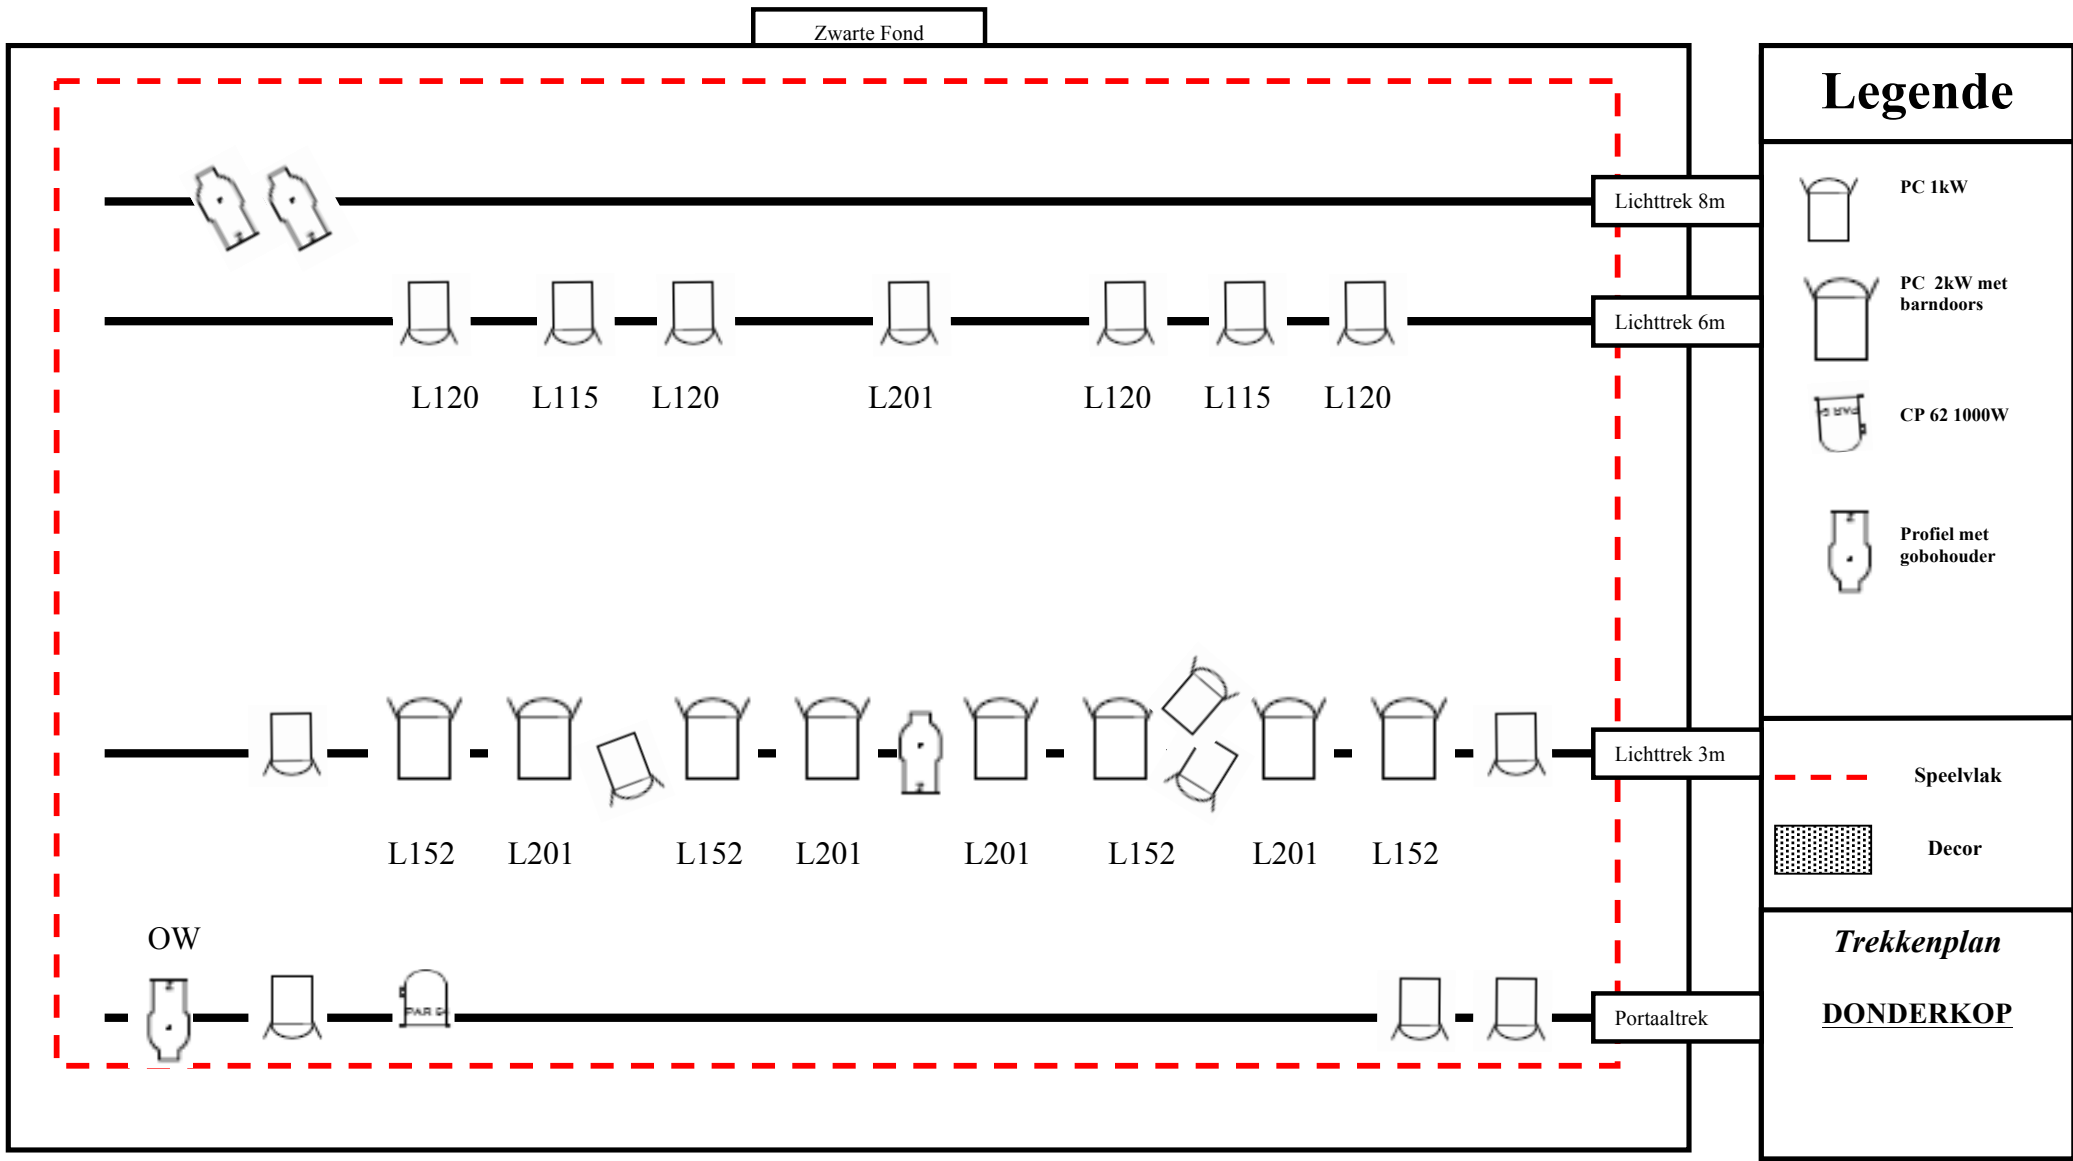 Zwarte Fond
Legende
PC 1kW
PC 2kW met
barndoors
CP 62 1000W
Profiel met
gobohouder
Lichttrek 8m
Lichttrek 6m
L120 L115 L120 L201 L120 L115 L120
Lichttrek 3m
L152 L201 L152 L201 L201 L152 L201 L152
Speelvlak
Decor
OW
PAR 64
Portaaltrek
Trekkenplan
DONDERKOP